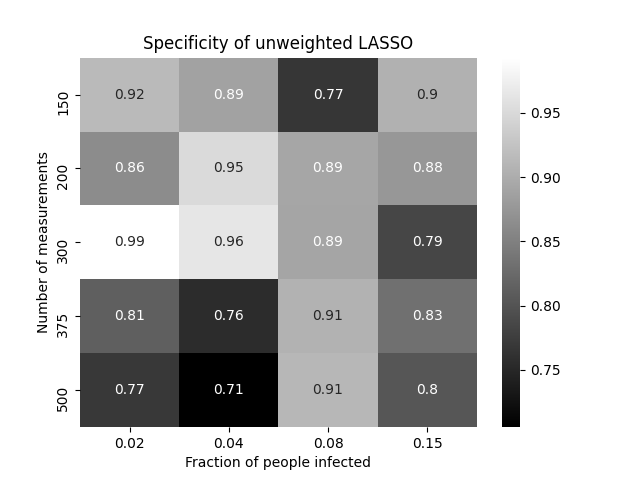 Specificity of unweighted LASSO
150 0.92 0.89 0.77 0.9
200 0.86 0.95 0.89 0.88
300 0.99 0.96 0.89 0.79
375 0.81 0.76 0.91 0.83
500 0.77 0.71 0.91 0.8
0.02 0.04 0.08 0.15
Fraction of people infected
Number of measurements
0.95
0.90
0.85
0.80
0.75